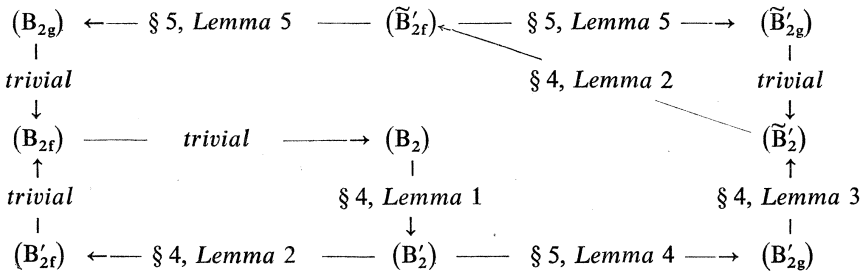 (B₂g) ←— § 5, Lemma 5 —— (B̃′₂f) —— § 5, Lemma 5 —→ (B̃′₂g)
trivial § 4, Lemma 2 trivial
(B₂f) —— trivial ——→ (B₂) (B̃′₂)
trivial § 4, Lemma 1 § 4, Lemma 3
(B′₂f) ←— § 4, Lemma 2 —— (B′₂) —— § 5, Lemma 4 —→ (B′₂g)